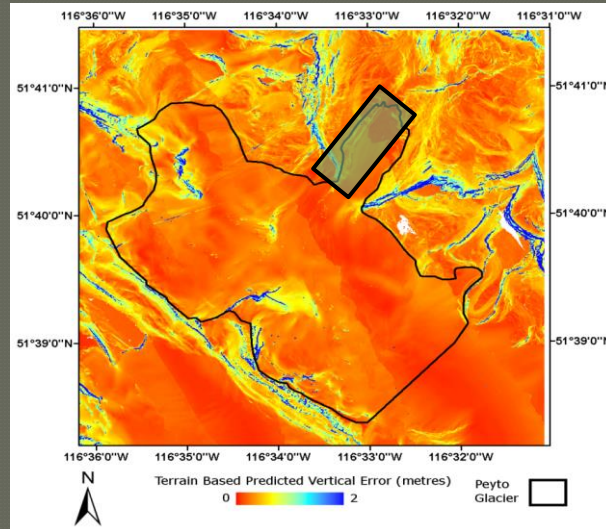 116°36'0"W 116°35'0"W 116°34'0"W 116°33'0"W 116°32'0"W 116°31'0"W
51°41'0"N 51°41'0"N
51°40'0"N 51°40'0"N
51°39'0"N 51°39'0"N
116°36'0"W 116°35'0"W 116°34'0"W 116°33'0"W 116°32'0"W
N
Terrain Based Predicted Vertical Error (metres)
0 2
Peyto
Glacier